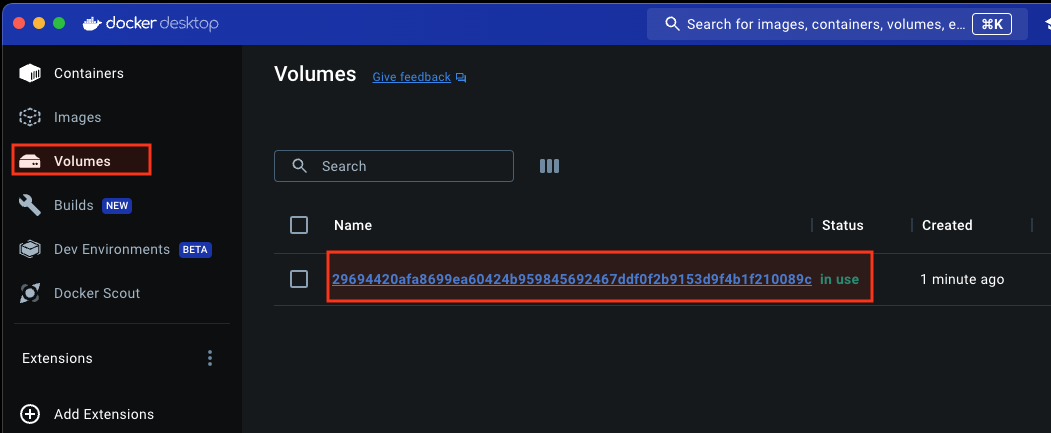 docker desktop
Search for images, containers, volumes, e... ⌘K
Containers
Images
Volumes
Builds NEW
Dev Environments BETA
Docker Scout
Extensions
Add Extensions
Volumes Give feedback
Search
Name Status Created
29694420afa8699ea60424b959845692467ddf0f2b9153d9f4b1f210089c in use 1 minute ago